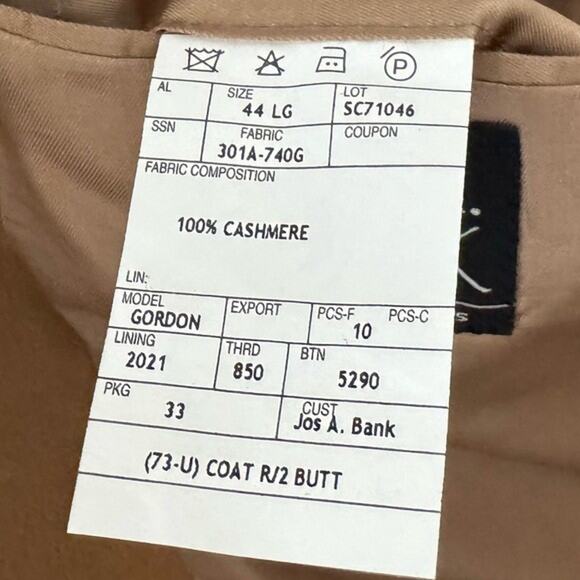 P
AL SIZE LOT
44 LG SC71046
SSN FABRIC COUPON
301A-740G
FABRIC COMPOSITION
100% CASHMERE
LIN:
MODEL EXPORT PCS-F PCS-C
GORDON 10
LINING THRD BTN
2021 850 5290
PKG CUST
33 Jos A. Bank
(73-U) COAT R/2 BUTT